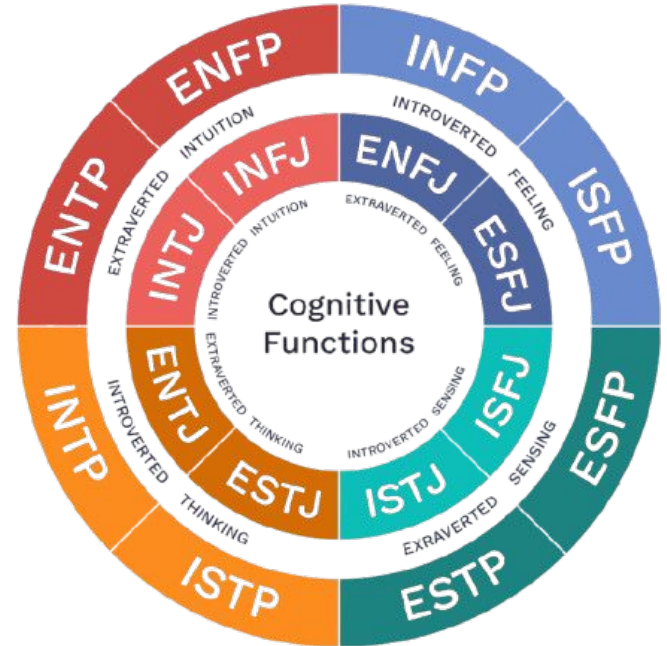 ENFP
INFP
ENTP
EXTRAVERTED INTUITION
INTROVERTED FEELING
ISFP
INFJ
ENFJ
INTJ
INTROVERTED INTUITION
EXTRAVERTED FEELING
ESFJ
Cognitive
Functions
ENTJ
EXTRAVERTED THINKING
INTROVERTED SENSING
ISFJ
ESTJ
ISTJ
INTP
INTROVERTED THINKING
EXRAVERTED SENSING
ESFP
ISTP
ESTP